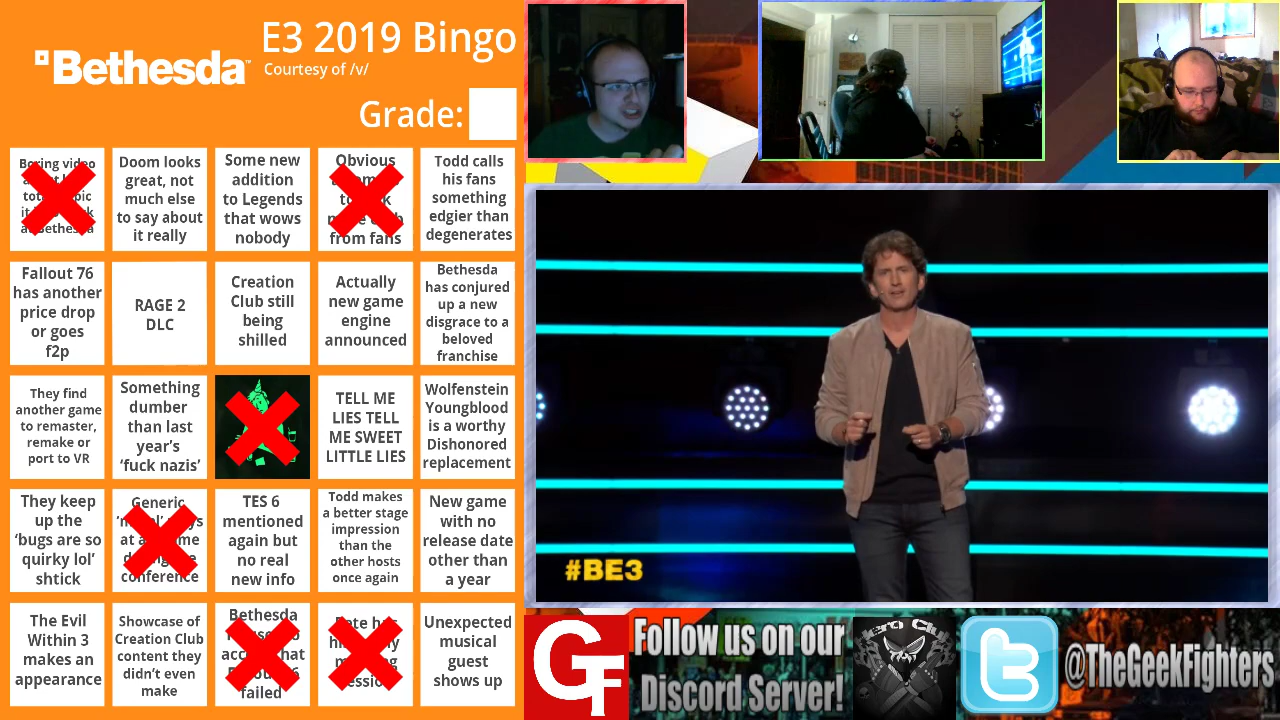 Bethesda
E3 2019 Bingo
Courtesy of /v/
Grade:
Boring video
Doom looks
great, not
much else
to say about
it really
Some new
addition
to Legends
that wows
nobody
Obvious
from fans
Todd calls
his fans
something
edgier than
degenerates
Fallout 76
has another
price drop
or goes
f2p
RAGE 2
DLC
Creation
Club still
being
shilled
Actually
new game
engine
announced
Bethesda
has conjured
up a new
disgrace to a
beloved
franchise
They find
another game
to remaster,
remake or
port to VR
Something
dumber
than last
year's
'fuck nazis'
TELL ME
LIES TELL
ME SWEET
LITTLE LIES
Wolfenstein
Youngblood
is a worthy
Dishonored
replacement
They keep
up the
'bugs are so
quirky lol'
shtick
Generic
conference
TES 6
mentioned
again but
no real
new info
Todd makes
a better stage
impression
than the
other hosts
once again
New game
with no
release date
other than
a year
The Evil
Within 3
makes an
appearance
Showcase of
Creation Club
content they
didn't even
make
Bethesda
that
failed
Unexpected
musical
guest
shows up
#BE3
GF
Follow us on our
Discord Server!
@TheGeekFighters